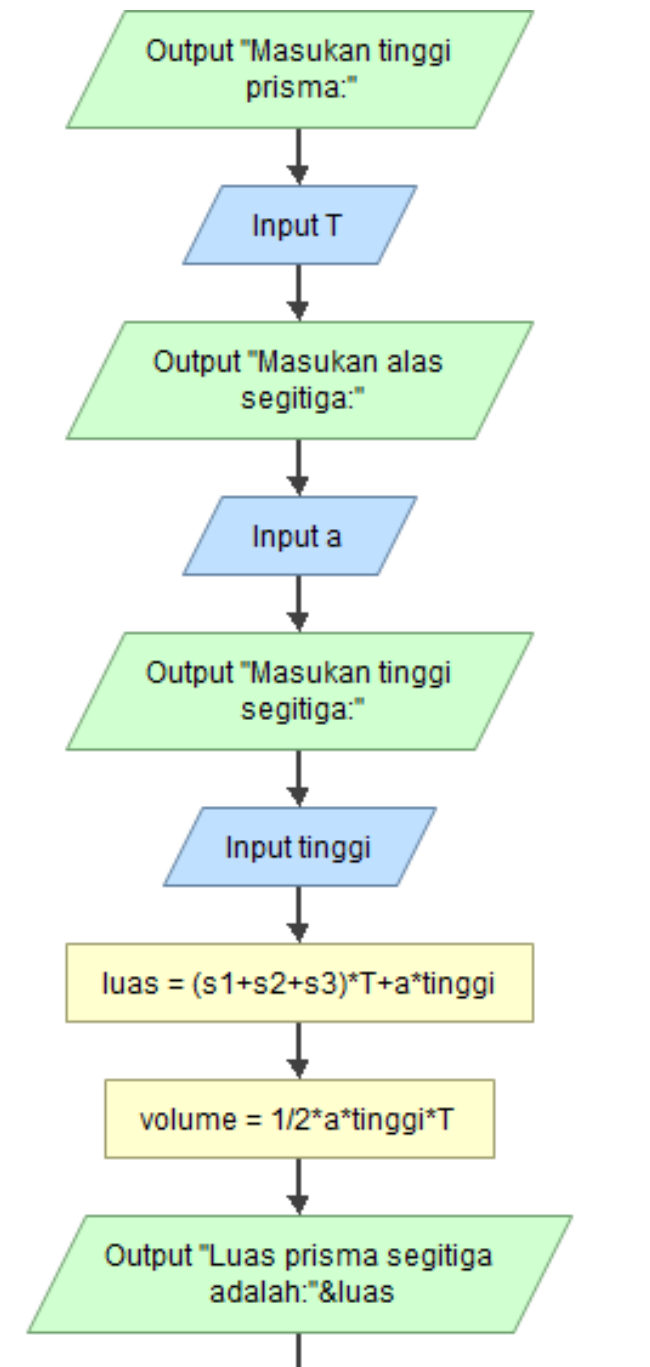 Output "Masukan tinggi
prisma:"
Input T
Output "Masukan alas
segitiga:"
Input a
Output "Masukan tinggi
segitiga:"
Input tinggi
luas = (s1+s2+s3)*T+a*tinggi
volume = 1/2*a*tinggi*T
Output "Luas prisma segitiga
adalah:"&luas